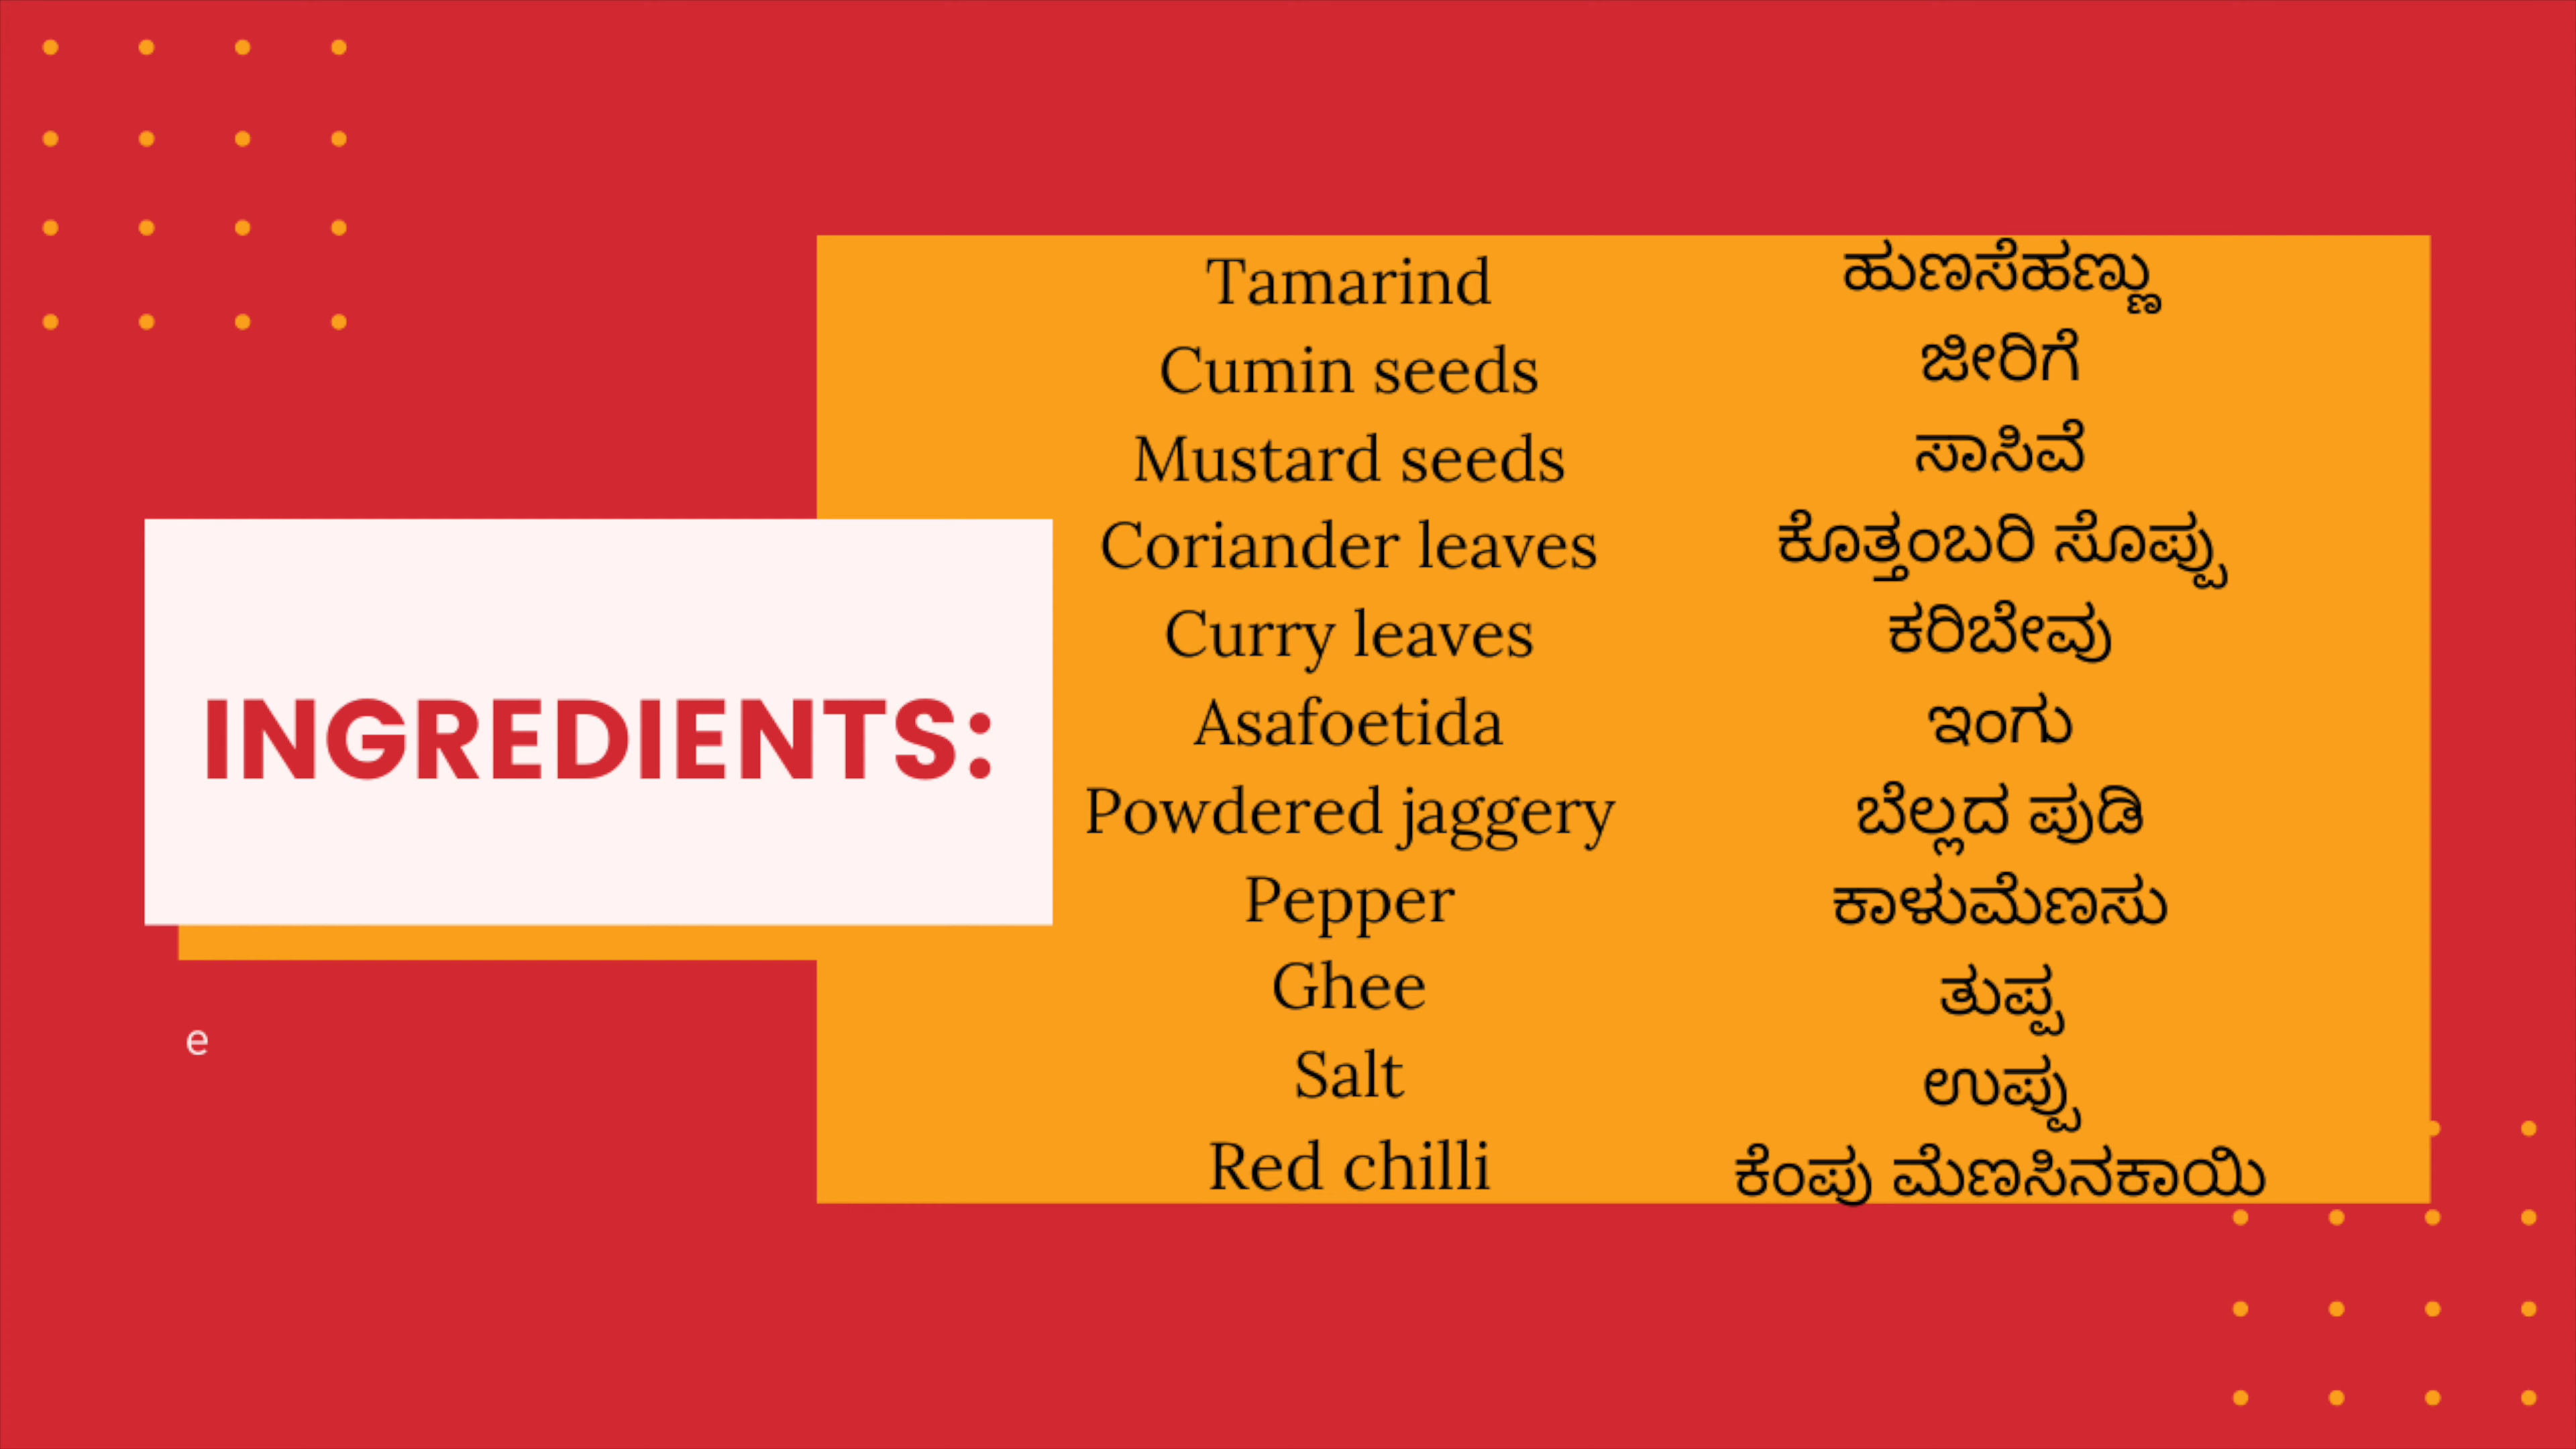 INGREDIENTS:
e
Tamarind
Cumin seeds
Mustard seeds
Coriander leaves
Curry leaves
Asafoetida
Powdered jaggery
Pepper
Ghee
Salt
Red chilli
ಹುಣಸೆಹಣ್ಣು
ಜೀರಿಗೆ
ಸಾಸಿವೆ
ಕೊತ್ತಂಬರಿ ಸೊಪ್ಪು
ಕರಿಬೇವು
ಇಂಗು
ಬೆಲ್ಲದ ಪುಡಿ
ಕಾಳುಮೆಣಸು
ತುಪ್ಪ
ಉಪ್ಪು
ಕೆಂಪು ಮೆಣಸಿನಕಾಯಿ